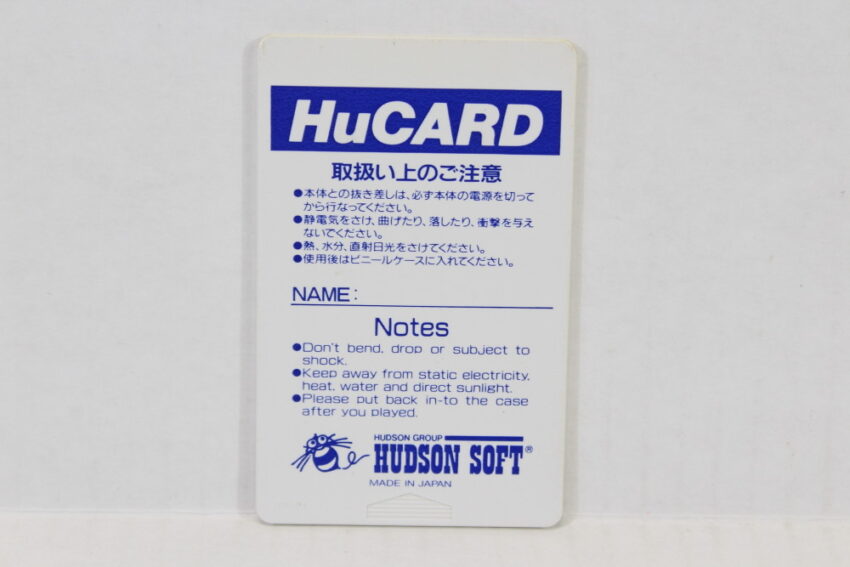 HuCARD
取扱い上のご注意
●本体との抜き差しは、必ず本体の電源を切って
から行なってください。
●静電気をさけ、曲げたり、落したり、衝撃を与え
ないでください。
●熱、水分、直射日光をさけてください。
●使用後はビニールケースに入れてください。
NAME:
Notes
●Don't bend, drop or subject to
shock.
●Keep away from static electricity,
heat, water and direct sunlight.
●Please put back in-to the case
after you played.
HUDSON GROUP
HUDSON SOFT®
MADE IN JAPAN